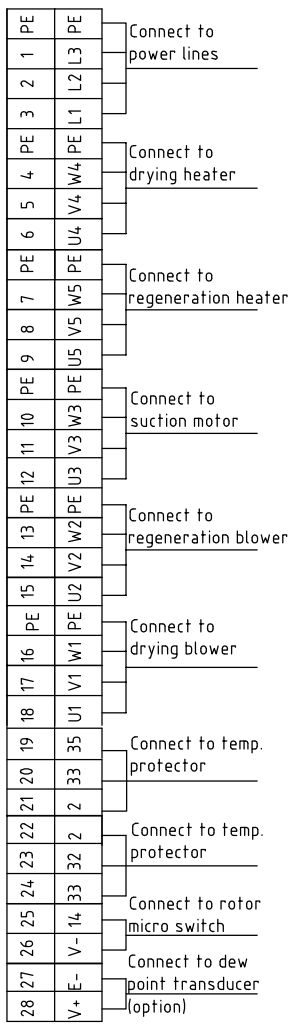 PE PE
1 L3
2 L2
3 L1
Connect to
power lines
PE PE
4 W4
5 V4
6 U4
Connect to
drying heater
PE PE
7 W5
8 V5
9 U5
Connect to
regeneration heater
PE PE
10 W3
11 V3
12 U3
Connect to
suction motor
PE PE
13 W2
14 V2
15 U2
Connect to
regeneration blower
PE PE
16 W1
17 V1
18 U1
Connect to
drying blower
19 35
20 33
21 2
Connect to temp.
protector
22 2
23 32
24 33
Connect to temp.
protector
25 14
26 V-
Connect to rotor
micro switch
27 E-
28 V+
Connect to dew
point transducer
(option)